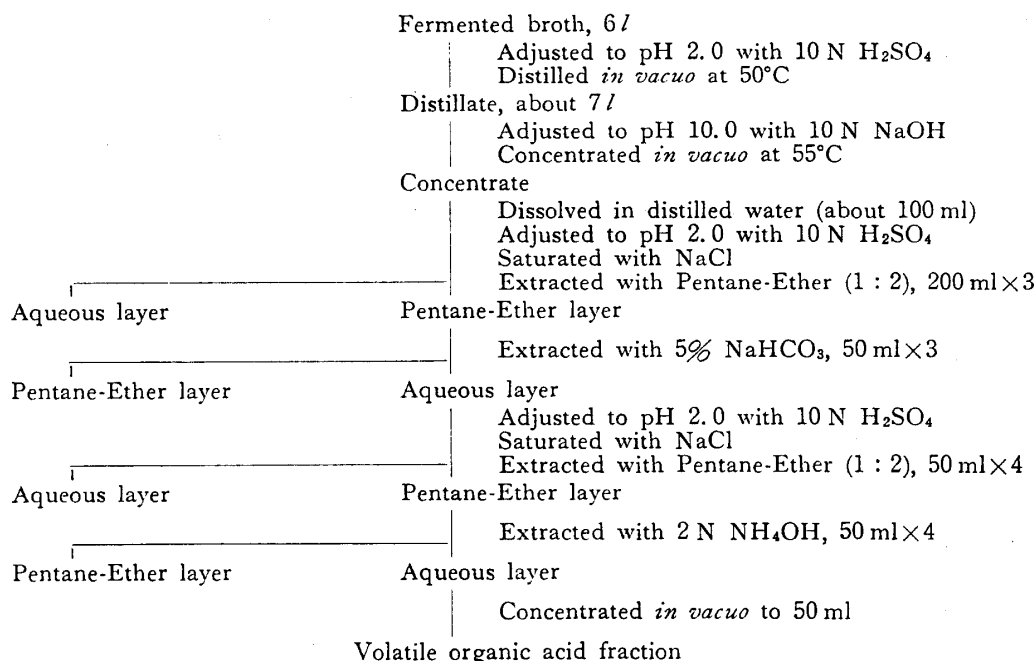 Fermented broth, 6 l
Adjusted to pH 2.0 with 10 N H₂SO₄
Distilled in vacuo at 50°C
Distillate, about 7 l
Adjusted to pH 10.0 with 10 N NaOH
Concentrated in vacuo at 55°C
Concentrate
Dissolved in distilled water (about 100 ml)
Adjusted to pH 2.0 with 10 N H₂SO₄
Saturated with NaCl
Extracted with Pentane-Ether (1 : 2), 200 ml×3
Aqueous layer Pentane-Ether layer
Extracted with 5% NaHCO₃, 50 ml×3
Pentane-Ether layer Aqueous layer
Adjusted to pH 2.0 with 10 N H₂SO₄
Saturated with NaCl
Extracted with Pentane-Ether (1 : 2), 50 ml×4
Aqueous layer Pentane-Ether layer
Extracted with 2 N NH₄OH, 50 ml×4
Pentane-Ether layer Aqueous layer
Concentrated in vacuo to 50 ml
Volatile organic acid fraction